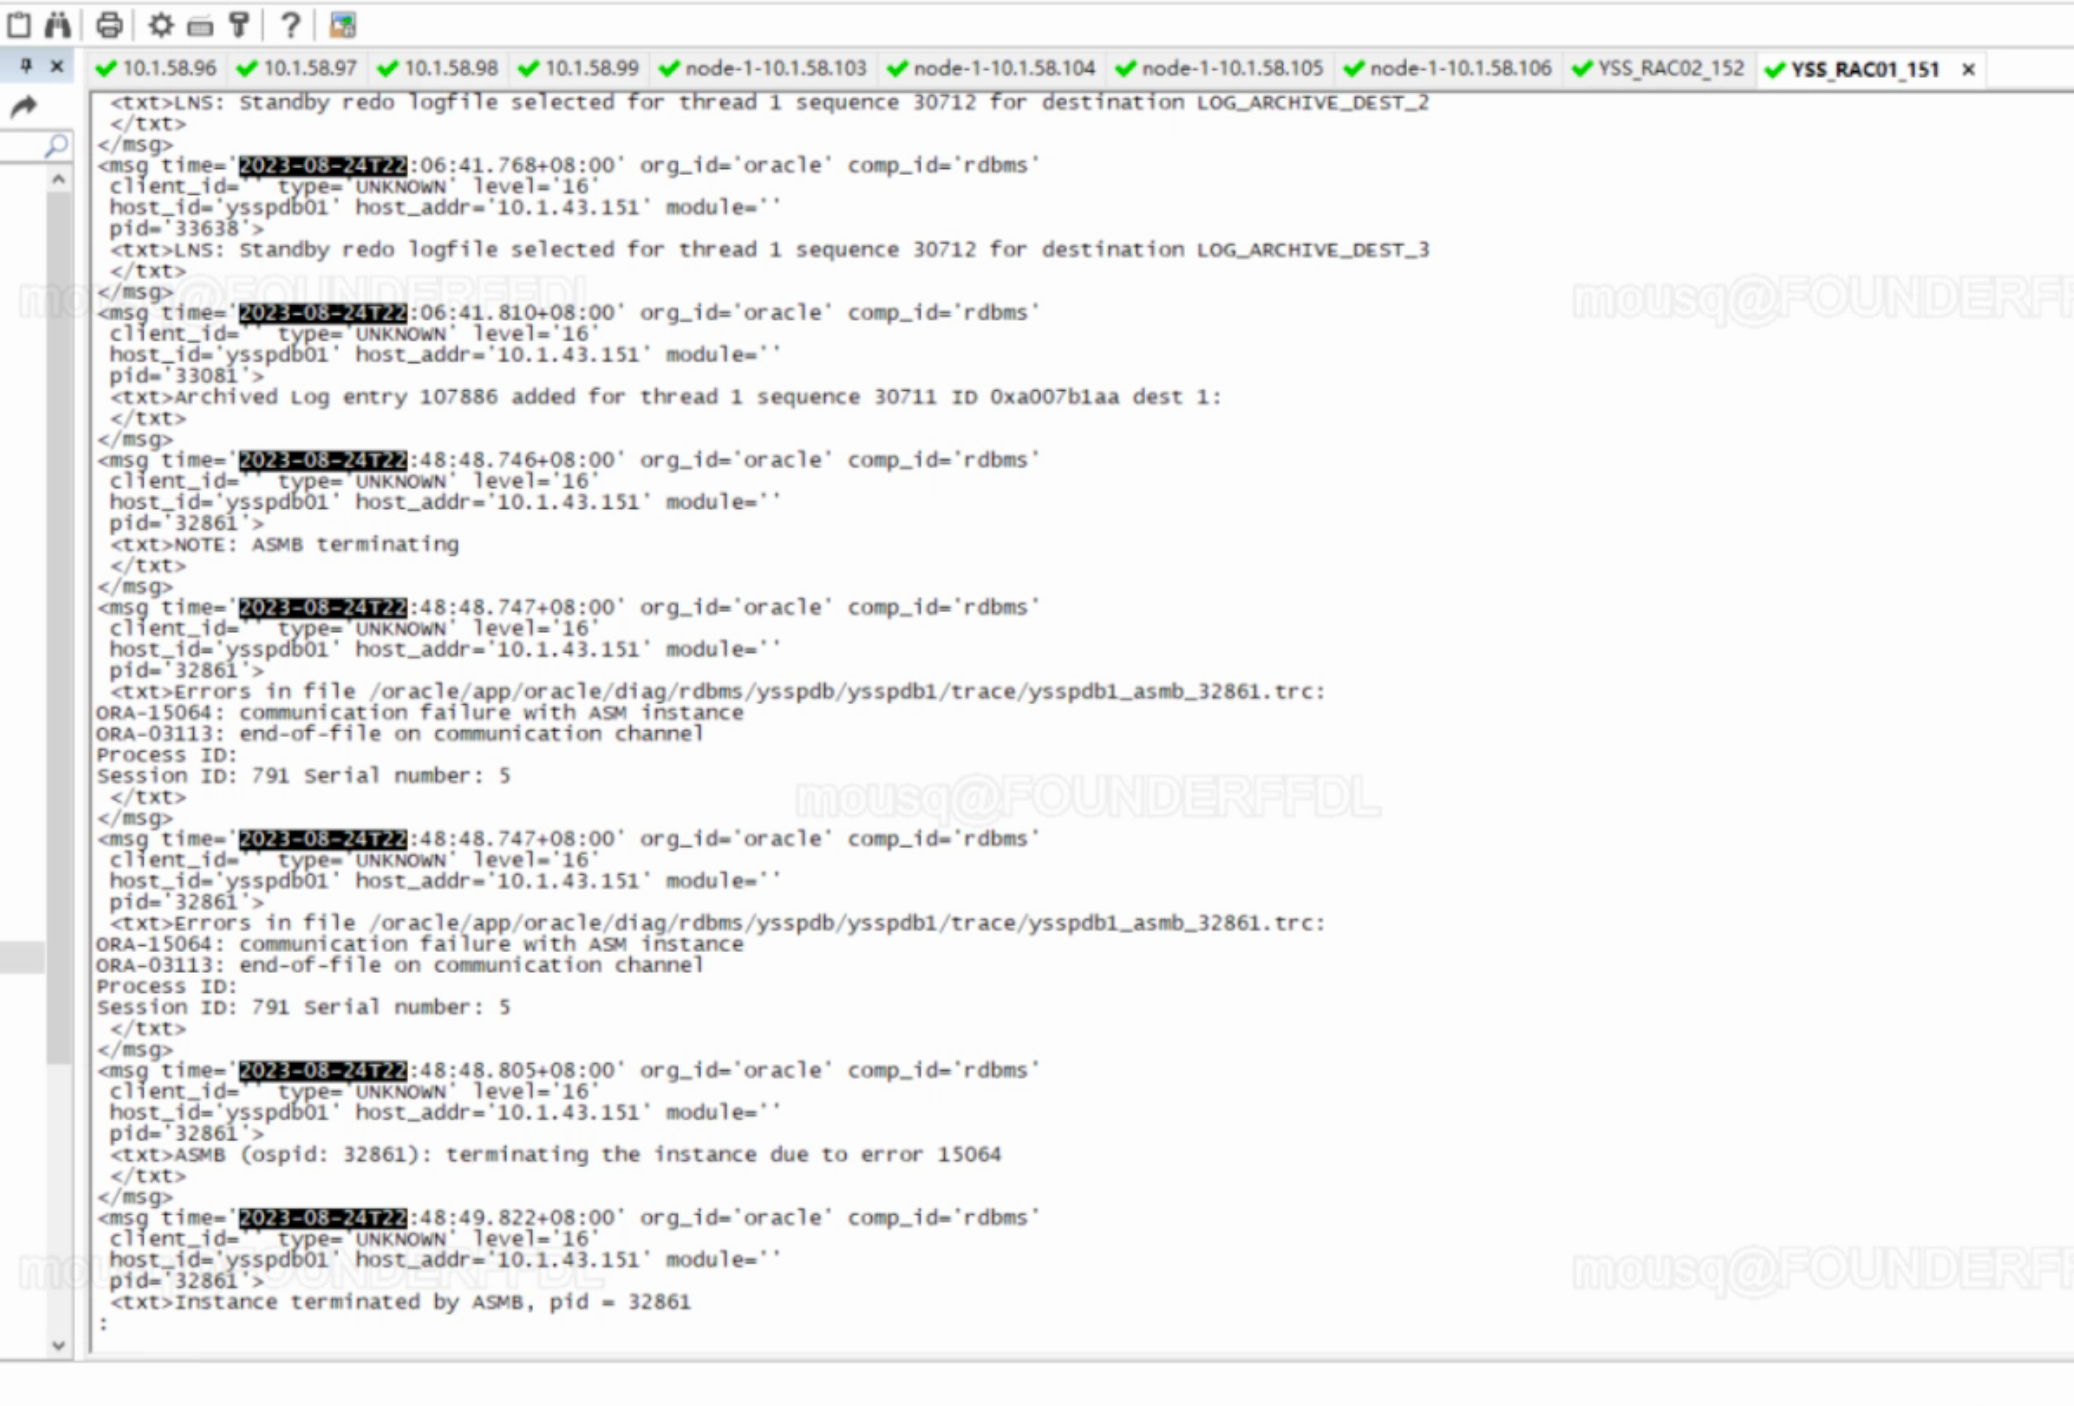 10.1.58.96 10.1.58.97 10.1.58.98 10.1.58.99 node-1-10.1.58.103 node-1-10.1.58.104 node-1-10.1.58.105 node-1-10.1.58.106 YSS_RAC02_152 YSS_RAC01_151 ×
<txt>LNS: Standby redo logfile selected for thread 1 sequence 30712 for destination LOG_ARCHIVE_DEST_2
</txt>
</msg>
<msg time='2023-08-24T22:06:41.768+08:00' org_id='oracle' comp_id='rdbms'
client_id='' type='UNKNOWN' level='16'
host_id='ysspdb01' host_addr='10.1.43.151' module=''
pid='33638'>
<txt>LNS: Standby redo logfile selected for thread 1 sequence 30712 for destination LOG_ARCHIVE_DEST_3
</txt>
</msg>
mousq@FOUNDERFFDL
mousq@FOUNDERFF
<msg time='2023-08-24T22:06:41.810+08:00' org_id='oracle' comp_id='rdbms'
client_id='' type='UNKNOWN' level='16'
host_id='ysspdb01' host_addr='10.1.43.151' module=''
pid='33081'>
<txt>Archived Log entry 107886 added for thread 1 sequence 30711 ID 0xa007b1aa dest 1:
</txt>
</msg>
<msg time='2023-08-24T22:48:48.746+08:00' org_id='oracle' comp_id='rdbms'
client_id='' type='UNKNOWN' level='16'
host_id='ysspdb01' host_addr='10.1.43.151' module=''
pid='32861'>
<txt>NOTE: ASMB terminating
</txt>
</msg>
<msg time='2023-08-24T22:48:48.747+08:00' org_id='oracle' comp_id='rdbms'
client_id='' type='UNKNOWN' level='16'
host_id='ysspdb01' host_addr='10.1.43.151' module=''
pid='32861'>
<txt>Errors in file /oracle/app/oracle/diag/rdbms/ysspdb/ysspdb1/trace/ysspdb1_asmb_32861.trc:
ORA-15064: communication failure with ASM instance
ORA-03113: end-of-file on communication channel
Process ID:
Session ID: 791 Serial number: 5
</txt>
mousq@FOUNDERFFDL
</msg>
<msg time='2023-08-24T22:48:48.747+08:00' org_id='oracle' comp_id='rdbms'
client_id='' type='UNKNOWN' level='16'
host_id='ysspdb01' host_addr='10.1.43.151' module=''
pid='32861'>
<txt>Errors in file /oracle/app/oracle/diag/rdbms/ysspdb/ysspdb1/trace/ysspdb1_asmb_32861.trc:
ORA-15064: communication failure with ASM instance
ORA-03113: end-of-file on communication channel
Process ID:
Session ID: 791 Serial number: 5
</txt>
</msg>
<msg time='2023-08-24T22:48:48.805+08:00' org_id='oracle' comp_id='rdbms'
client_id='' type='UNKNOWN' level='16'
host_id='ysspdb01' host_addr='10.1.43.151' module=''
pid='32861'>
<txt>ASMB (ospid: 32861): terminating the instance due to error 15064
</txt>
</msg>
<msg time='2023-08-24T22:48:49.822+08:00' org_id='oracle' comp_id='rdbms'
client_id='' type='UNKNOWN' level='16'
host_id='ysspdb01' host_addr='10.1.43.151' module=''
mousq@FOUNDERFFDL
mousq@FOUNDERFF
pid='32861'>
<txt>Instance terminated by ASMB, pid = 32861
: